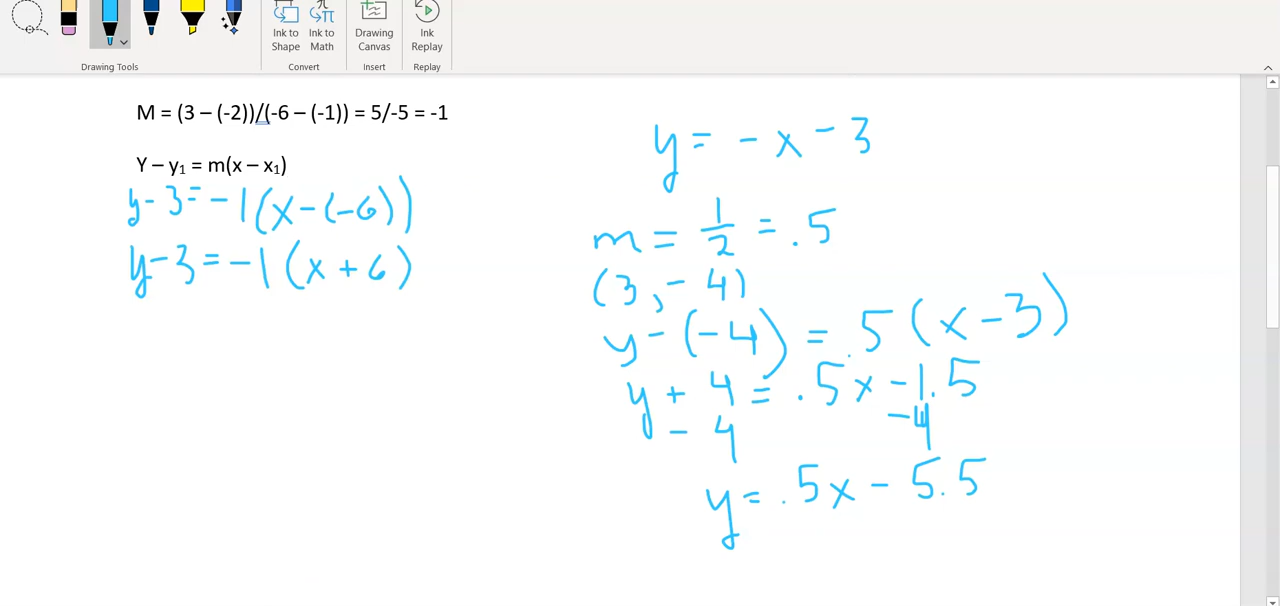 Ink to Shape
Ink to Math
Drawing Canvas
Ink Replay
Drawing Tools
Convert
Insert
Replay
M = (3 – (-2))/(-6 – (-1)) = 5/-5 = -1
Y – y₁ = m(x – x₁)
y-3=-1(x-(-6))
y-3=-1(x+6)
y = -x-3
m = 1/2 = .5
(3,-4)
y-(-4) = .5(x-3)
y+4=.5x-1.5
-4 -4
y=.5x-5.5